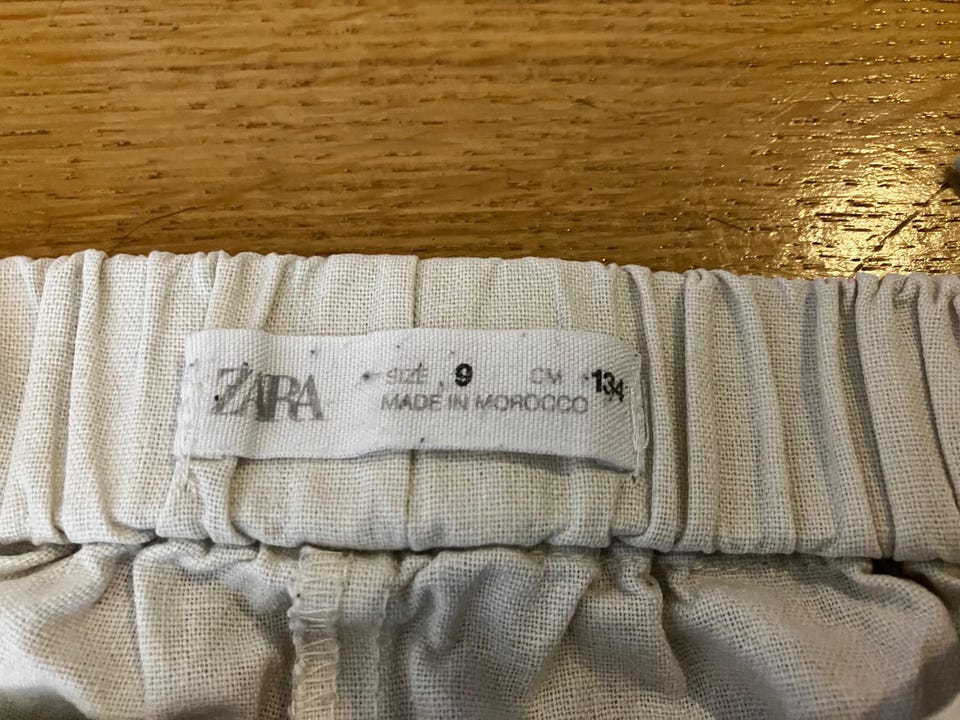 ZARA
SIZE 9 CM 134
MADE IN MOROCCO